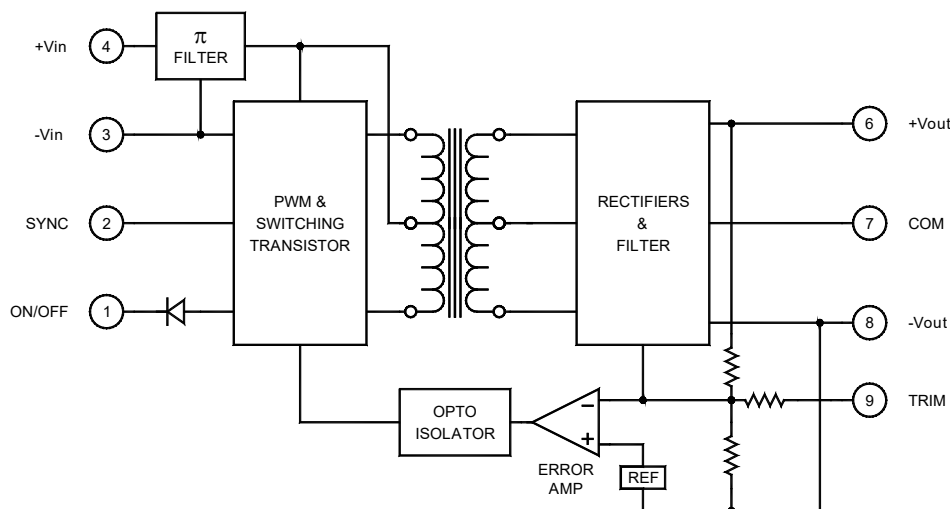 +Vin
4
π
FILTER
-Vin
3
SYNC
2
ON/OFF
1
PWM &
SWITCHING
TRANSISTOR
RECTIFIERS
&
FILTER
6
+Vout
7
COM
8
-Vout
9
TRIM
OPTO
ISOLATOR
−
+
ERROR
AMP
REF